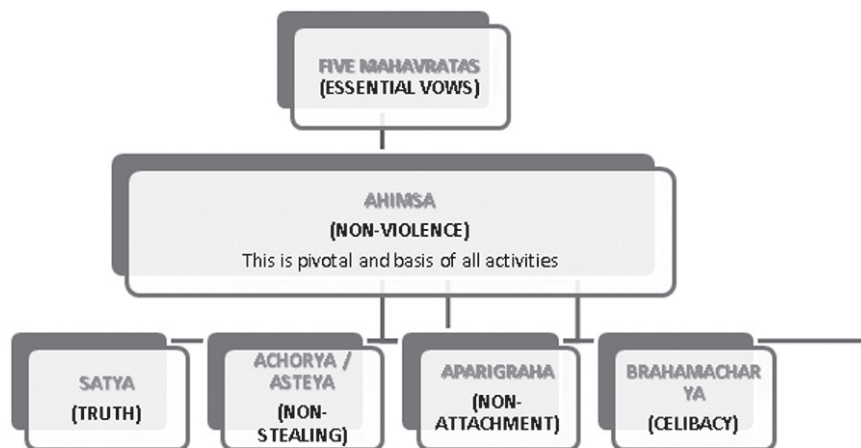 FIVE MAHAVRATAS
(ESSENTIAL VOWS)
AHIMSA
(NON-VIOLENCE)
This is pivotal and basis of all activities
SATYA
(TRUTH)
ACHORYA /
ASTEYA
(NON-
STEALING)
APARIGRAHA
(NON-
ATTACHMENT)
BRAHAMACHAR
YA
(CELIBACY)